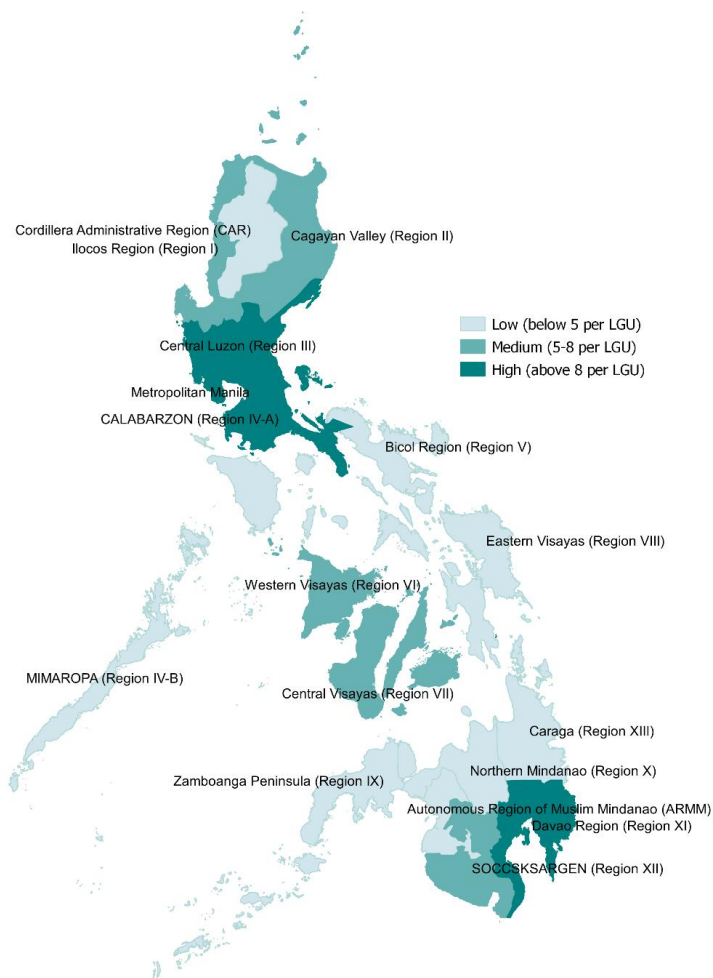 Cordillera Administrative Region (CAR)
Ilocos Region (Region I)
Cagayan Valley (Region II)
Low (below 5 per LGU)
Medium (5-8 per LGU)
High (above 8 per LGU)
Central Luzon (Region III)
Metropolitan Manila
CALABARZON (Region IV-A)
Bicol Region (Region V)
Eastern Visayas (Region VIII)
Western Visayas (Region VI)
MIMAROPA (Region IV-B)
Central Visayas (Region VII)
Caraga (Region XIII)
Northern Mindanao (Region X)
Zamboanga Peninsula (Region IX)
Autonomous Region of Muslim Mindanao (ARMM)
Davao Region (Region XI)
SOCCSKSARGEN (Region XII)